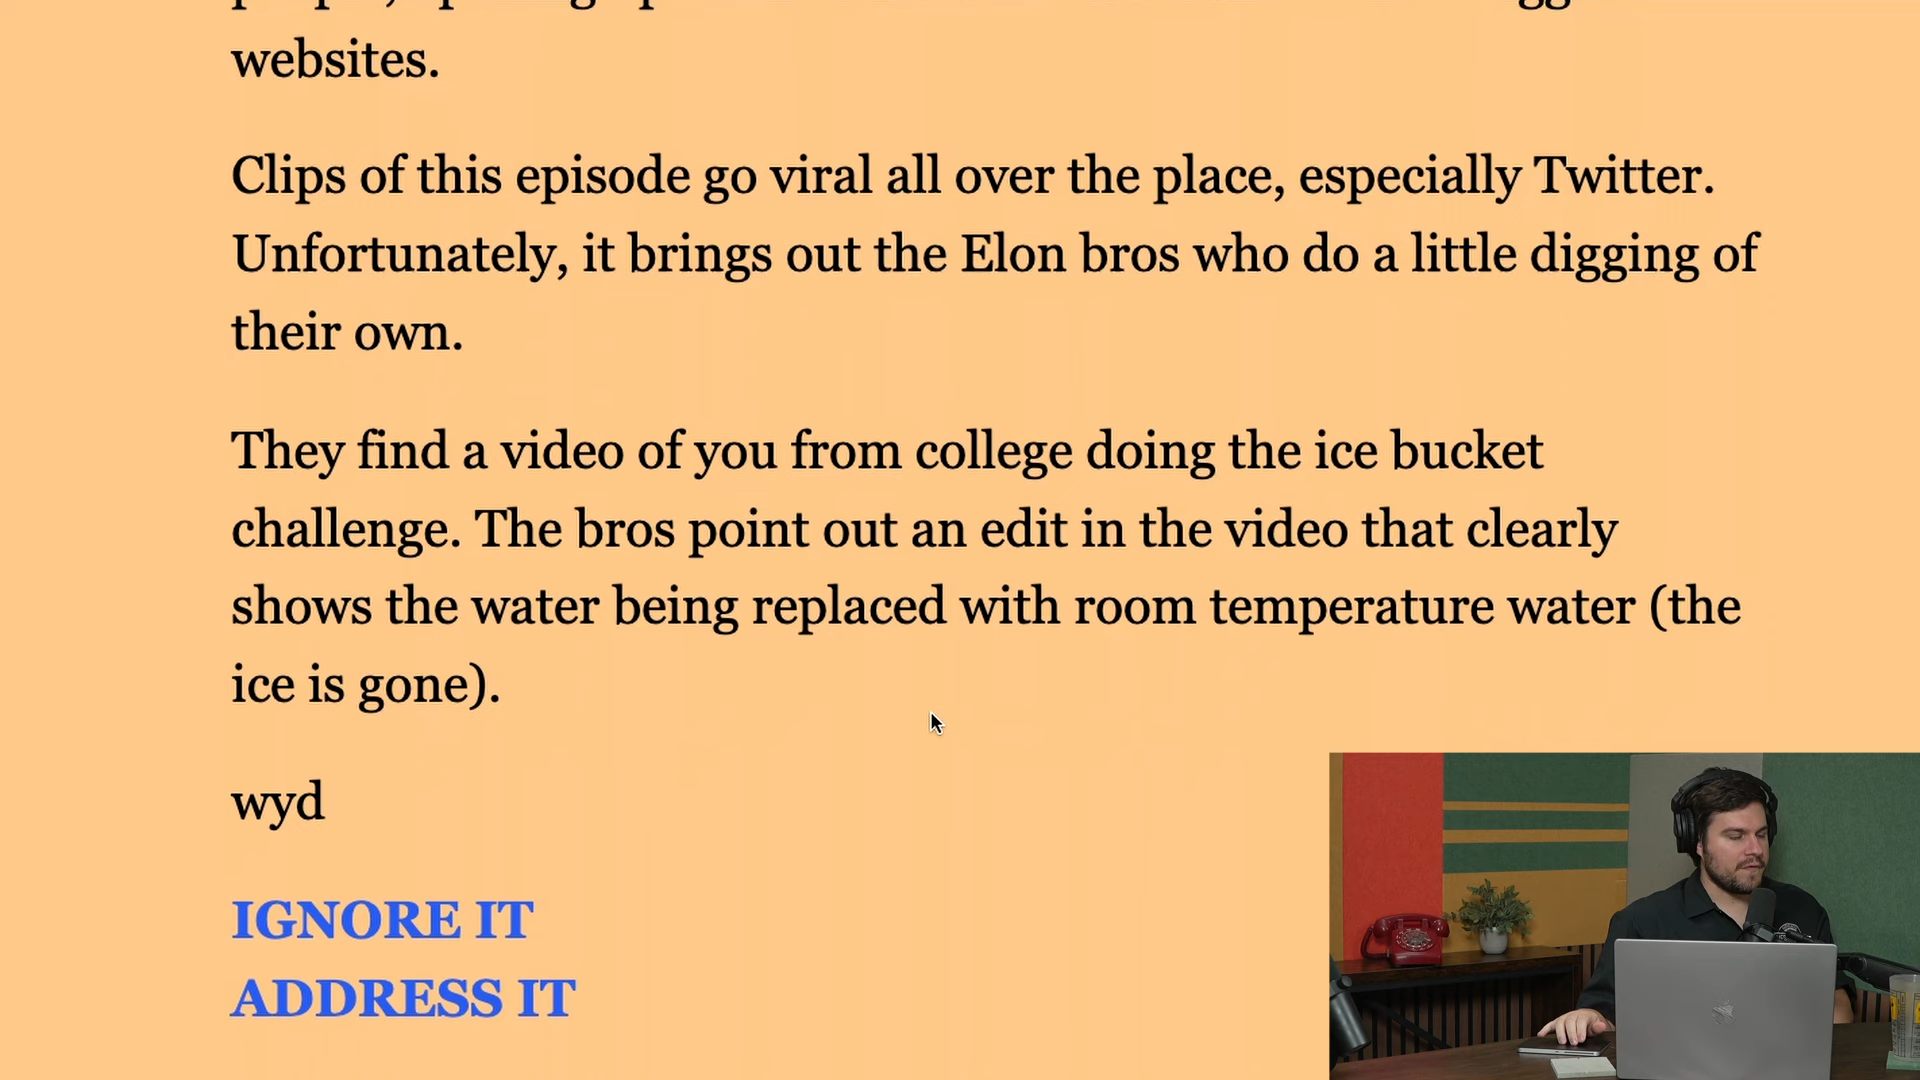 websites.
Clips of this episode go viral all over the place, especially Twitter.
Unfortunately, it brings out the Elon bros who do a little digging of
their own.
They find a video of you from college doing the ice bucket
challenge. The bros point out an edit in the video that clearly
shows the water being replaced with room temperature water (the
ice is gone).
wyd
IGNORE IT
ADDRESS IT